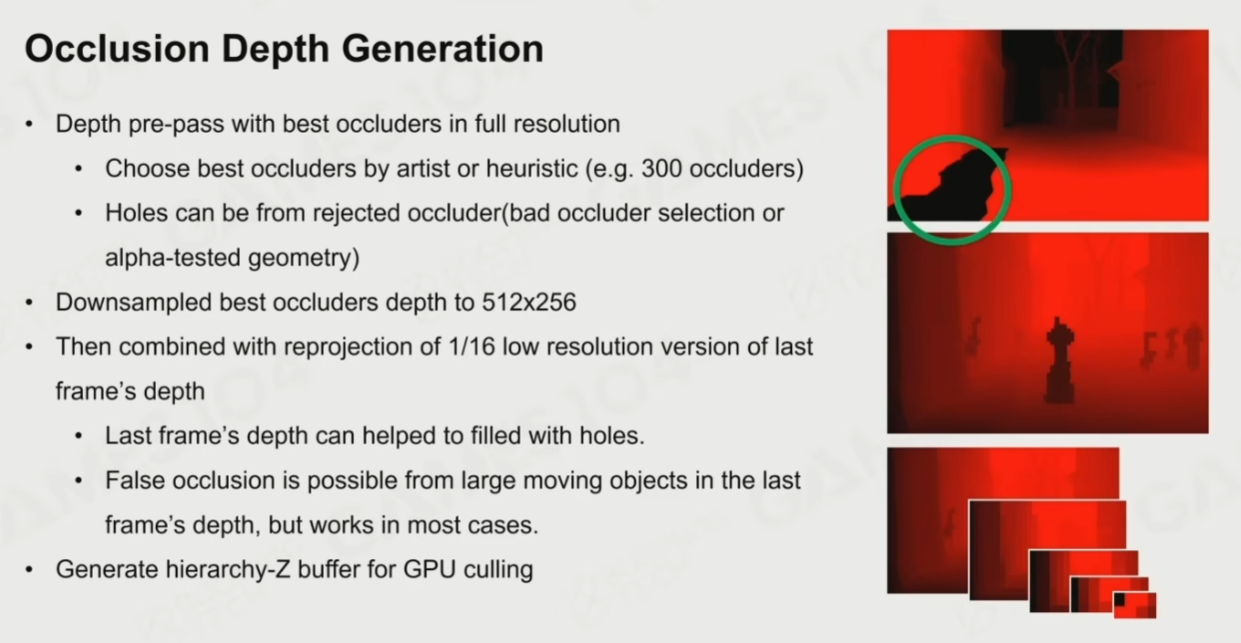 Occlusion Depth Generation
• Depth pre-pass with best occluders in full resolution
• Choose best occluders by artist or heuristic (e.g. 300 occluders)
• Holes can be from rejected occluder(bad occluder selection or
alpha-tested geometry)
• Downsampled best occluders depth to 512x256
• Then combined with reprojection of 1/16 low resolution version of last
frame's depth
• Last frame's depth can helped to filled with holes.
• False occlusion is possible from large moving objects in the last
frame's depth, but works in most cases.
• Generate hierarchy-Z buffer for GPU culling